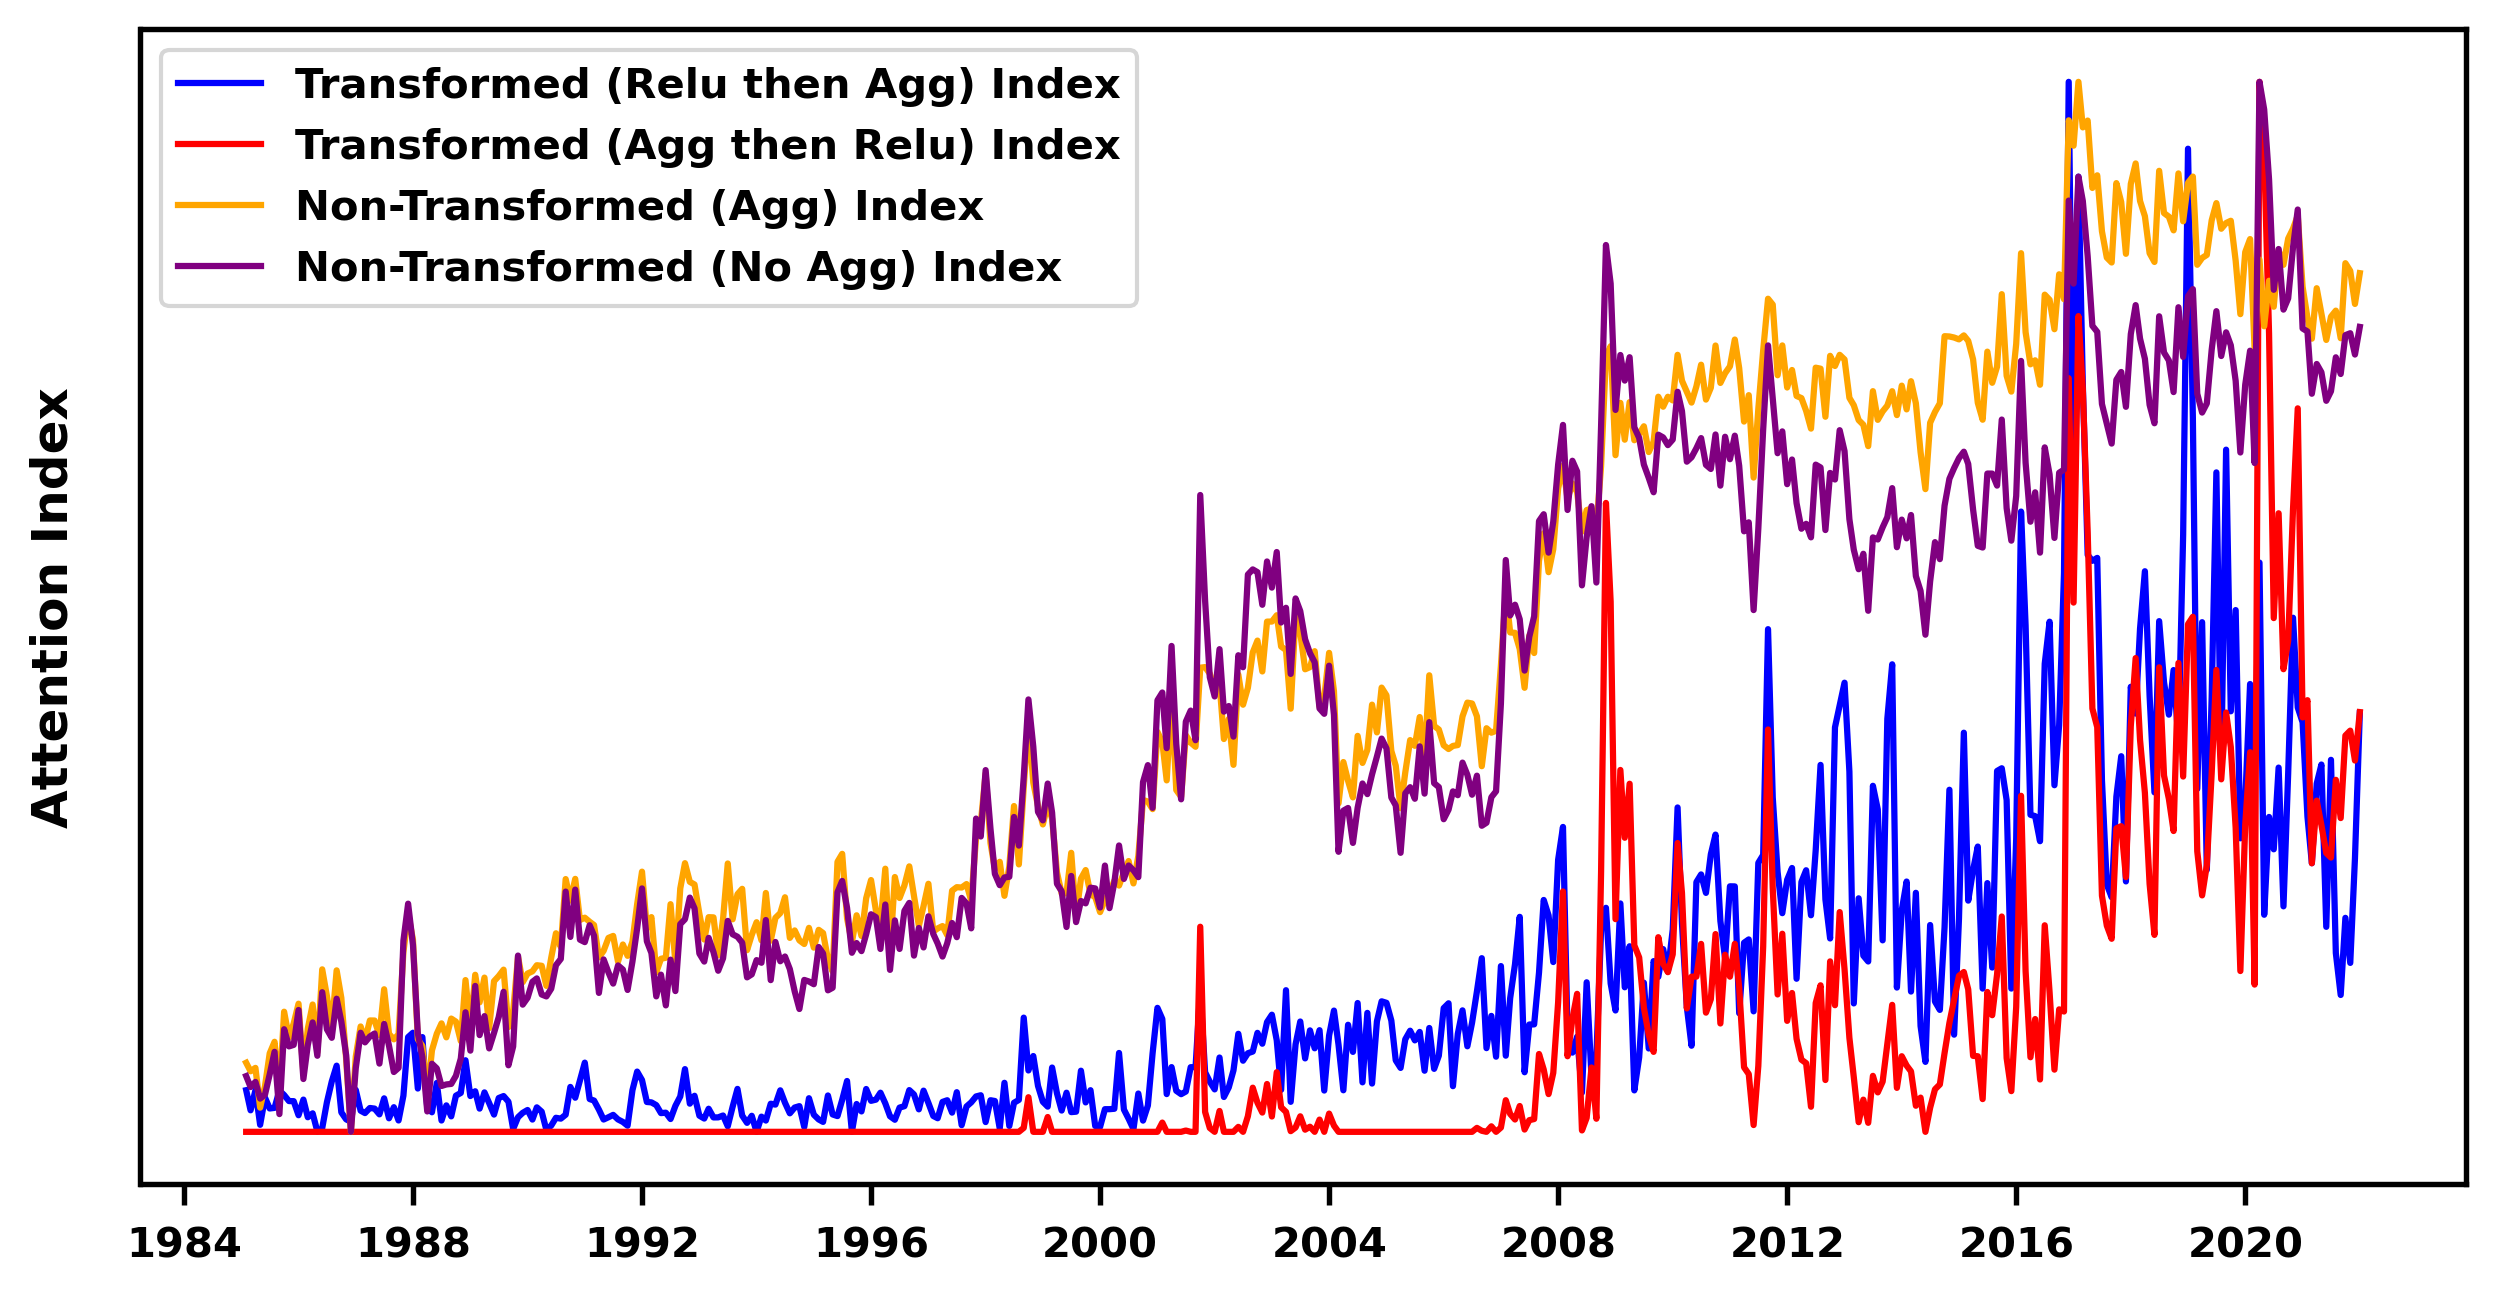 Transformed (Relu then Agg) Index
Transformed (Agg then Relu) Index
Non-Transformed (Agg) Index
Non-Transformed (No Agg) Index
Attention Index
1984 1988 1992 1996 2000 2004 2008 2012 2016 2020